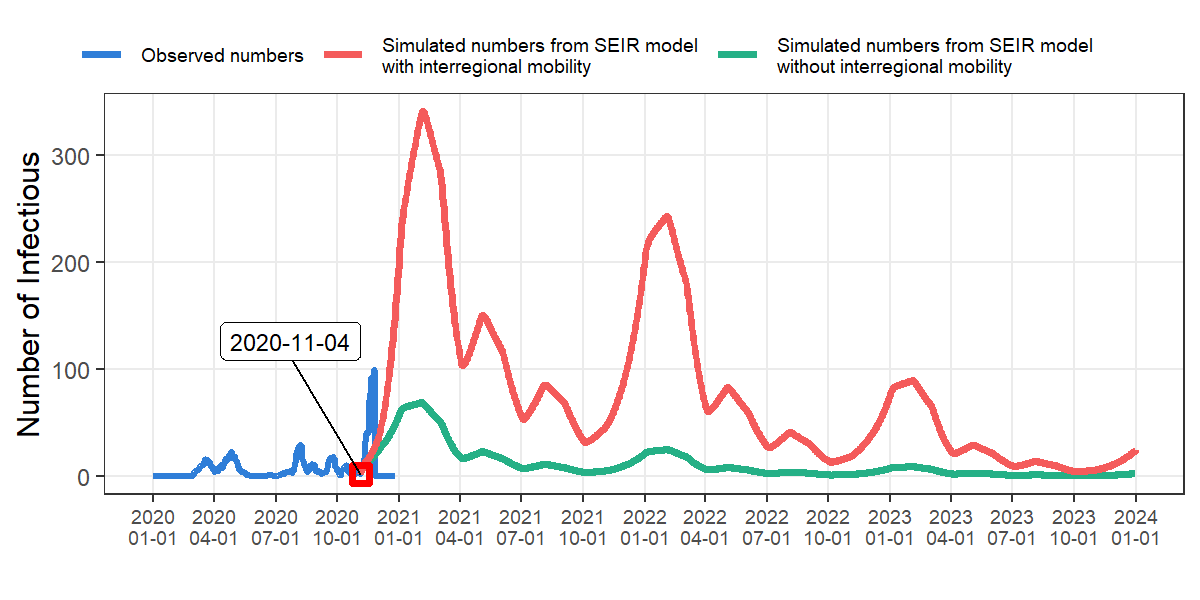 Observed numbers
Simulated numbers from SEIR model
with interregional mobility
Simulated numbers from SEIR model
without interregional mobility
Number of Infectious
300
200
100
0
2020-11-04
2020 2020 2020 2020 2021 2021 2021 2021 2022 2022 2022 2022 2023 2023 2023 2023 2024
01-01 04-01 07-01 10-01 01-01 04-01 07-01 10-01 01-01 04-01 07-01 10-01 01-01 04-01 07-01 10-01 01-01